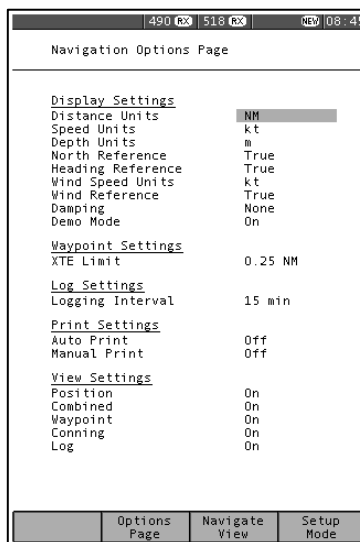 490 RX 518 RX NEW 08:45
Navigation Options Page
Display Settings
Distance Units NM
Speed Units kt
Depth Units m
North Reference True
Heading Reference True
Wind Speed Units kt
Wind Reference True
Damping None
Demo Mode On
Waypoint Settings
XTE Limit 0.25 NM
Log Settings
Logging Interval 15 min
Print Settings
Auto Print Off
Manual Print Off
View Settings
Position On
Combined On
Waypoint On
Conning On
Log On
Options Page Navigate View Setup Mode